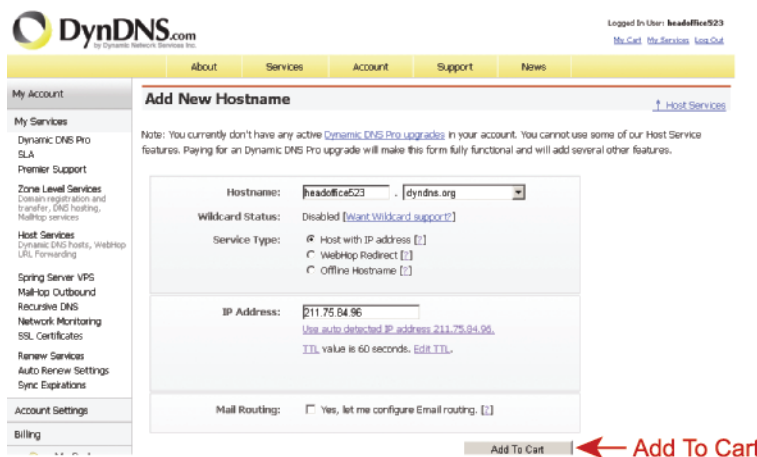 DynDNS.com
by Dynamic Network Services Inc.
Logged In User: headoffice523
My Cart My Services Log Out
About Services Account Support News
My Account
My Services
Dynamic DNS Pro
SLA
Premier Support
Zone Level Services
Domain registration and
transfer, DNS hosting,
MailHop services
Host Services
Dynamic DNS hosts, WebHop
URL Forwarding
Spring Server VPS
MailHop Outbound
Recursive DNS
Network Monitoring
SSL Certificates
Renew Services
Auto Renew Settings
Sync Expirations
Account Settings
Billing
Add New Hostname
↑ Host Services
Note: You currently don't have any active Dynamic DNS Pro upgrades in your account. You cannot use some of our Host Service
features. Paying for an Dynamic DNS Pro upgrade will make this form fully functional and will add several other features.
Hostname: headoffice523 . dyndns.org
Wildcard Status: Disabled [Want Wildcard support?]
Service Type: Host with IP address [?]
WebHop Redirect [?]
Offline Hostname [?]
IP Address: 211.75.84.96
Use auto detected IP address 211.75.84.96.
TTL value is 60 seconds. Edit TTL.
Mail Routing: Yes, let me configure Email routing. [?]
Add To Cart
Add To Cart